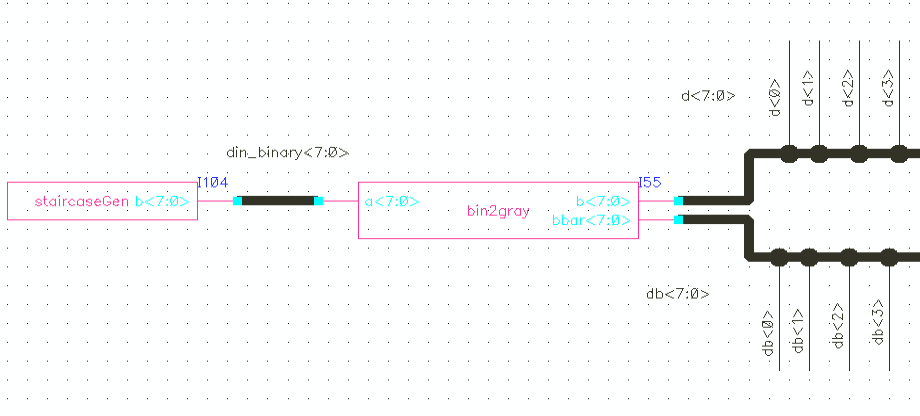 d<7:0>
d<0>
d<1>
d<2>
d<3>
din_binary<7:0>
I104
I55
staircaseGen b<7:0>
a<7:0>
bin2gray
b<7:0>
bbar<7:0>
db<7:0>
db<0>
db<1>
db<2>
db<3>